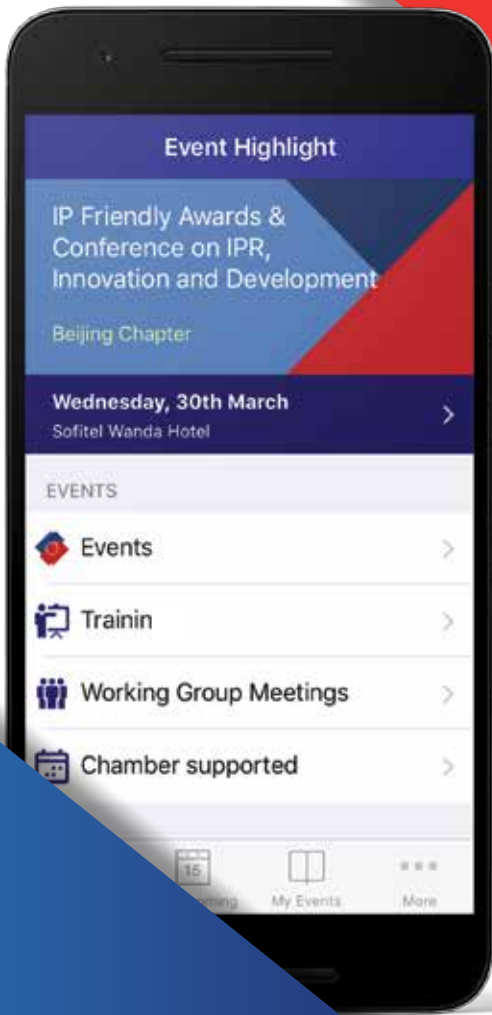 Event Highlight
IP Friendly Awards &
Conference on IPR,
Innovation and Development
Beijing Chapter
Wednesday, 30th March
Sofitel Wanda Hotel
EVENTS
Events
Trainin
Working Group Meetings
Chamber supported
15
My Events
More